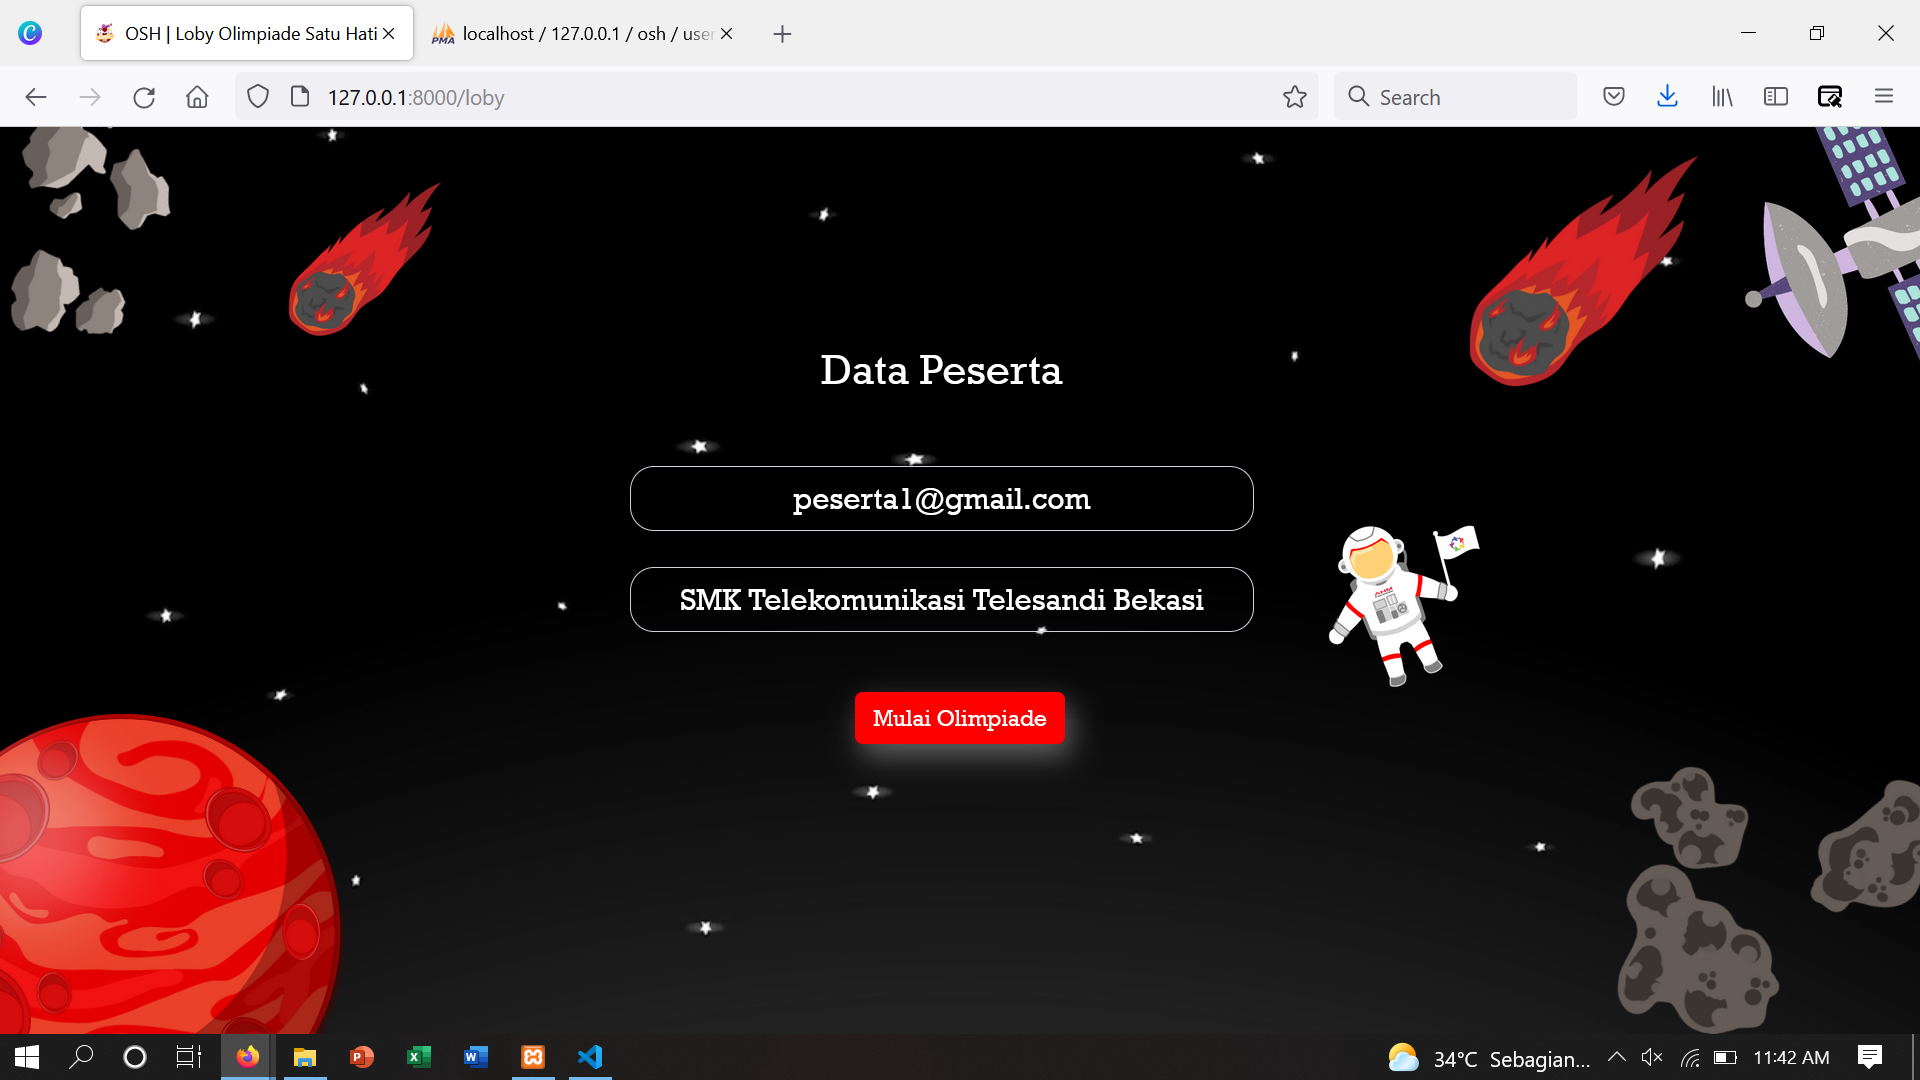 OSH | Loby Olimpiade Satu Hati
localhost / 127.0.0.1 / osh / user
127.0.0.1:8000/loby
Search
Data Peserta
peserta1@gmail.com
SMK Telekomunikasi Telesandi Bekasi
AHM
Mulai Olimpiade
34°C Sebagian...
11:42 AM